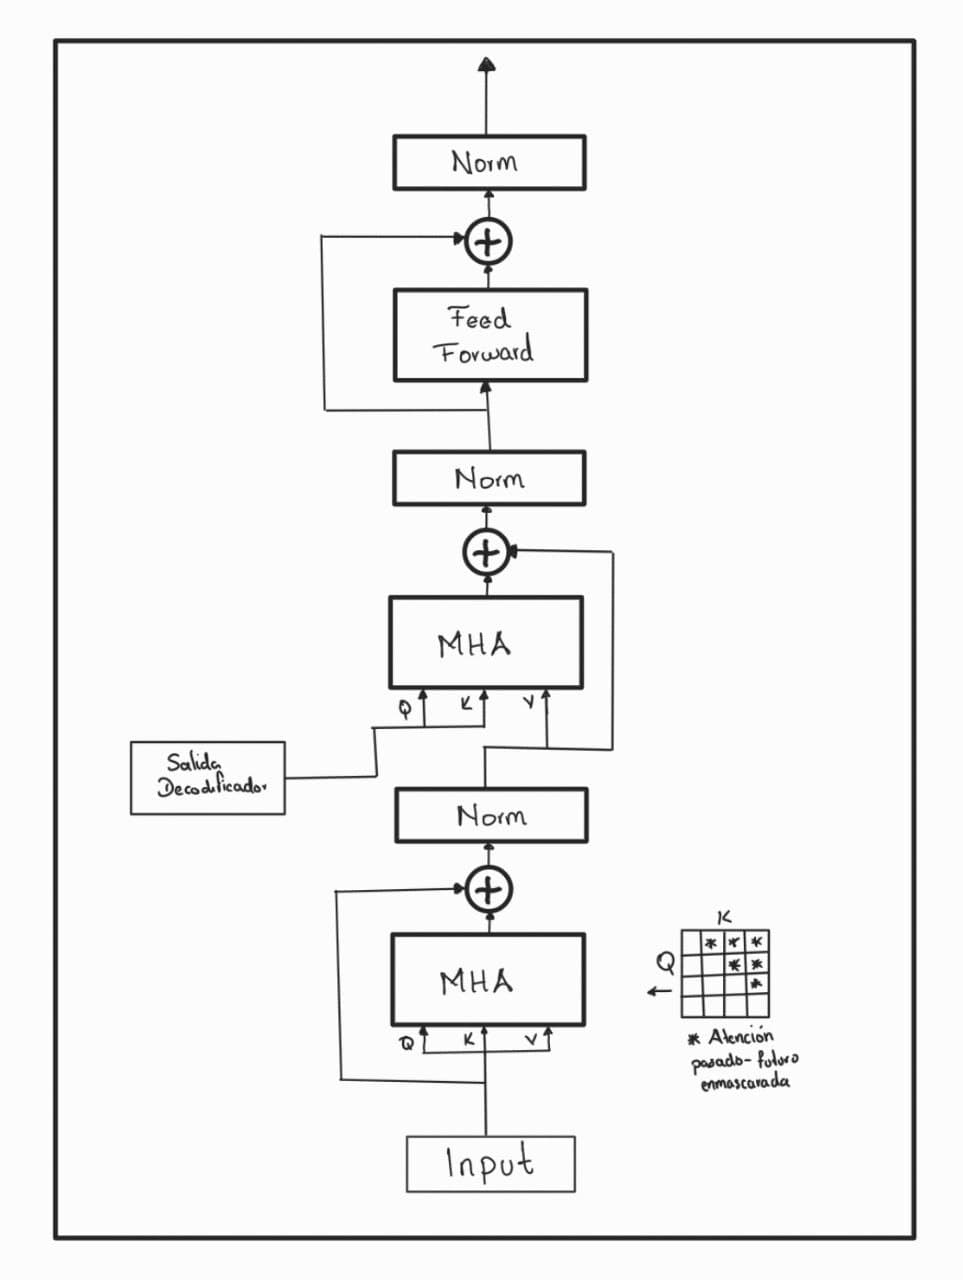 Norm
Feed
Forward
Norm
MHA
Q K V
Salida
Decodificador
Norm
MHA
Q K V
K
Q
* * *
* *
*
* Atención
pasado-futuro
enmascarada
Input